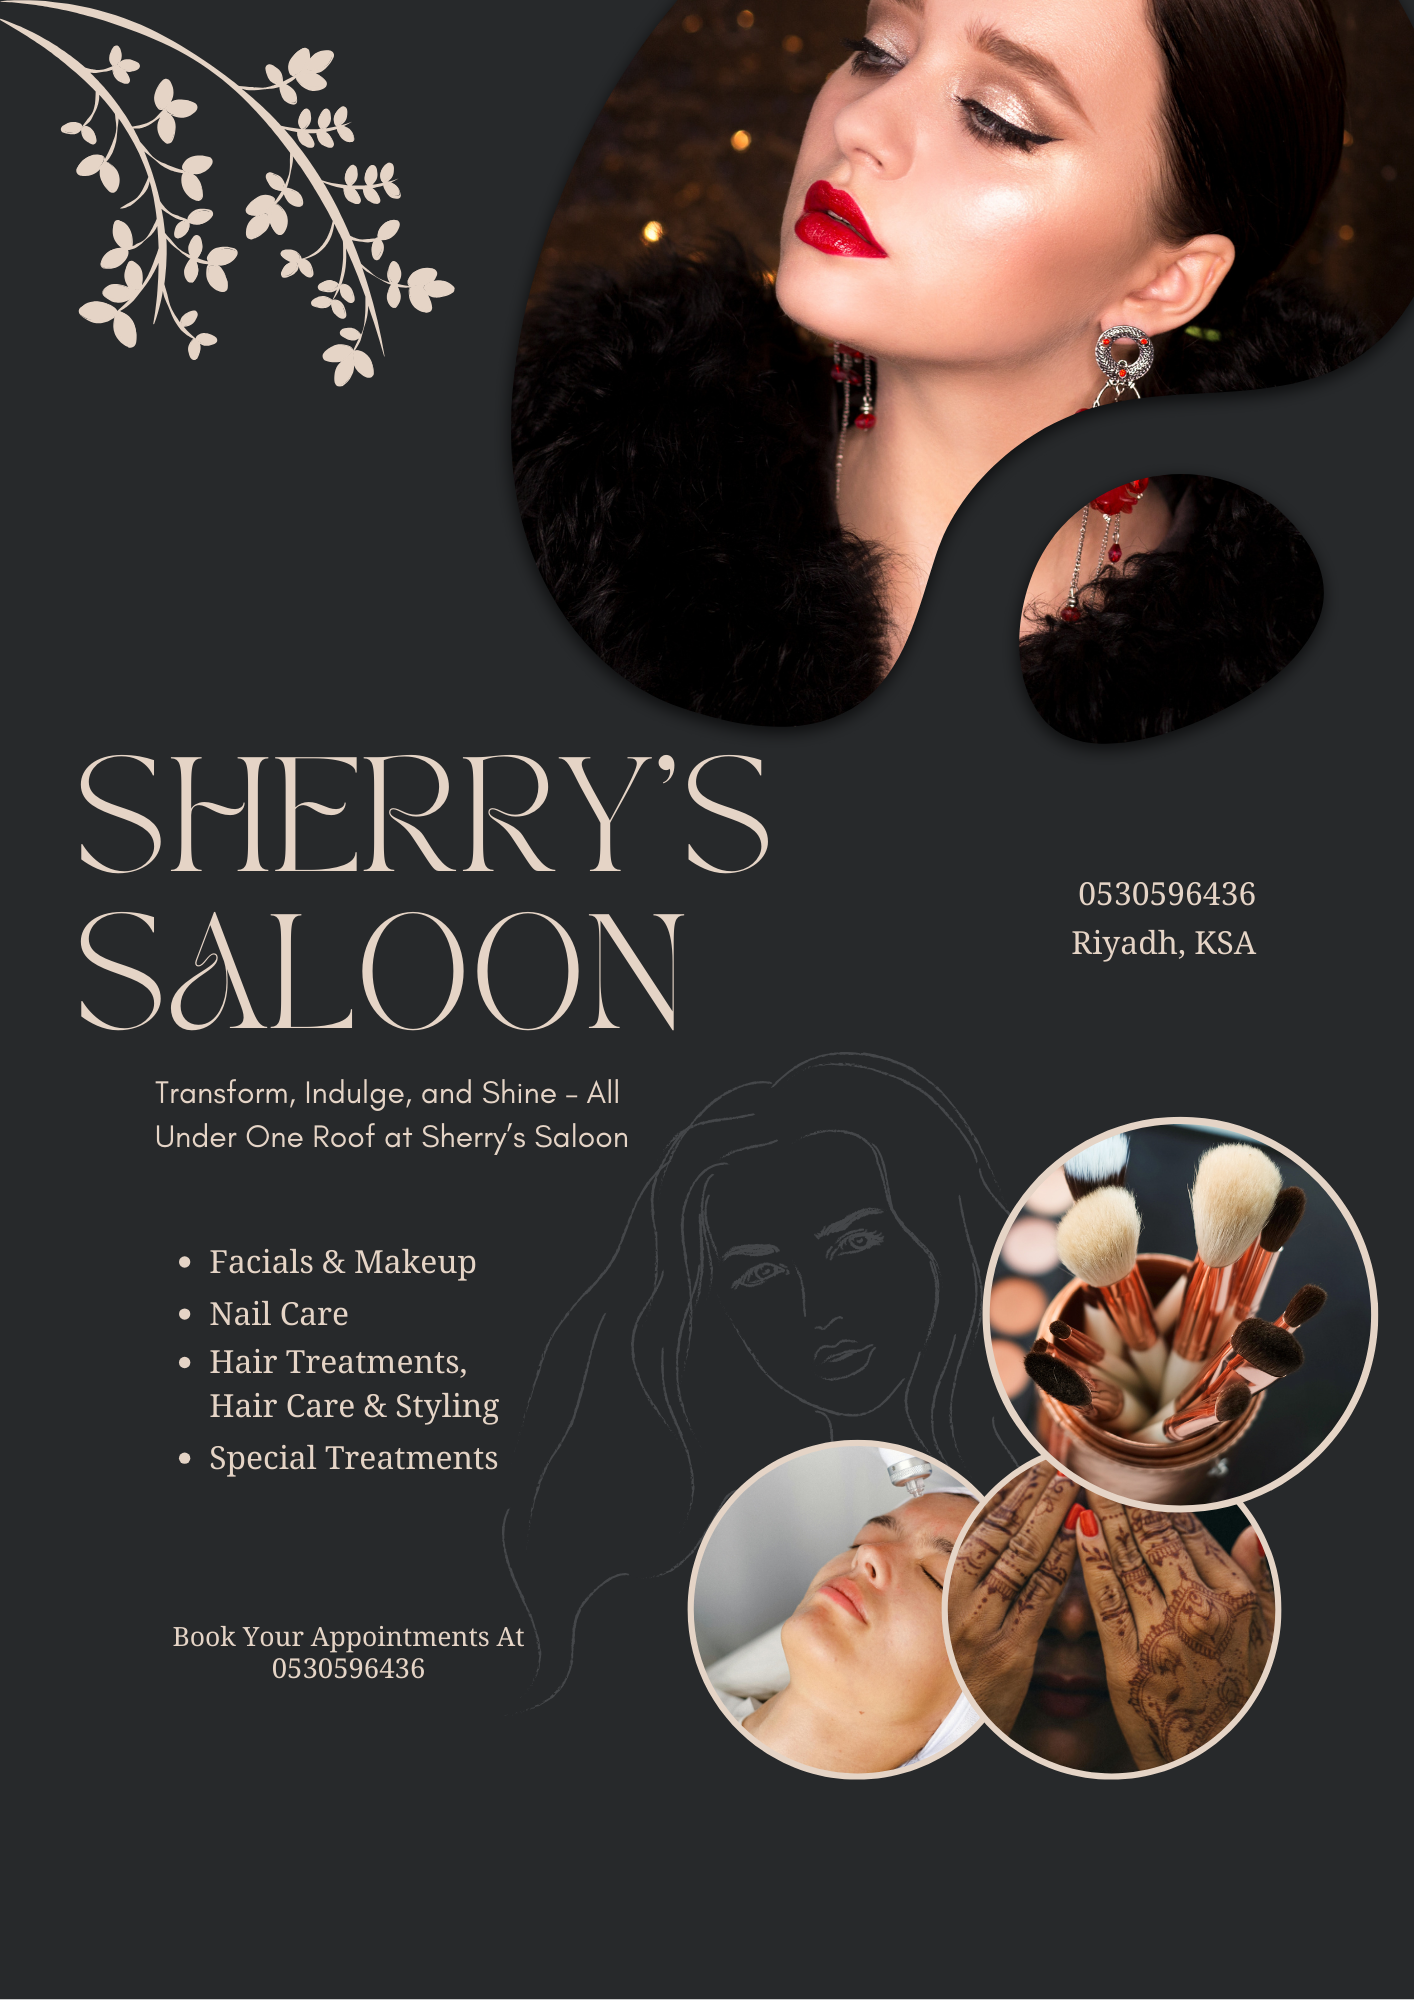 SHERRY’S
SALOON
0530596436
Riyadh, KSA
Transform, Indulge, and Shine – All
Under One Roof at Sherry’s Saloon
• Facials & Makeup
• Nail Care
• Hair Treatments,
Hair Care & Styling
• Special Treatments
Book Your Appointments At
0530596436